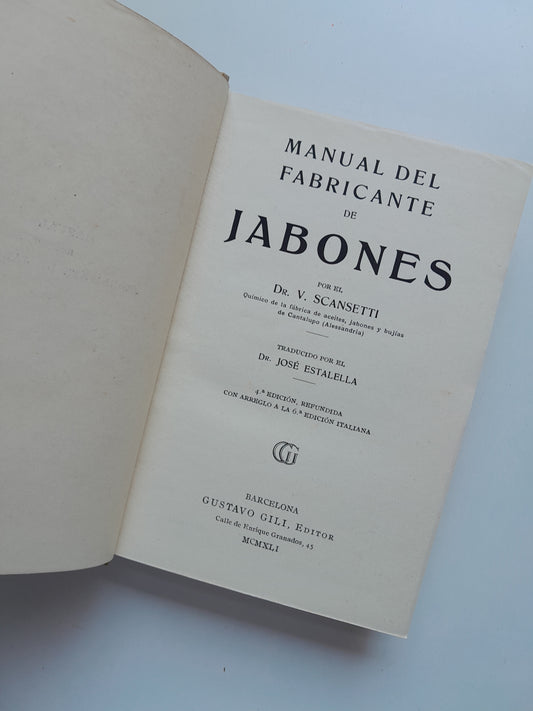 MANUAL DEL
FABRICANTE
DE
JABONES
POR EL
DR. V. SCANSETTI
Químico de la fábrica de aceites, jabones y bujías
de Cantalupo (Alessandria)
TRADUCIDO POR EL
DR. JOSÉ ESTALELLA
4.ª EDICIÓN, REFUNDIDA
CON ARREGLO A LA 6.ª EDICIÓN ITALIANA
BARCELONA
GUSTAVO GILI, EDITOR
Calle de Enrique Granados, 45
MCMXLI